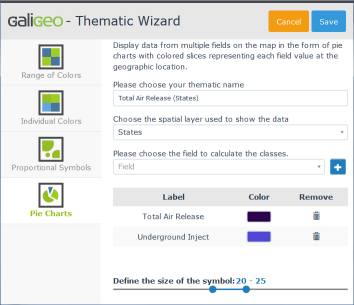 GALIGEO - Thematic Wizard
Cancel
Save
Range of Colors
Individual Colors
Proportional Symbols
Pie Charts
Display data from multiple fields on the map in the form of pie
charts with colored slices representing each field value at the
geographic location.
Please choose your thematic name
Total Air Release (States)
Choose the spatial layer used to show the data
States
Please choose the field to calculate the classes.
Field
Label Color Remove
Total Air Release
Underground Inject
Define the size of the symbol:20 - 25